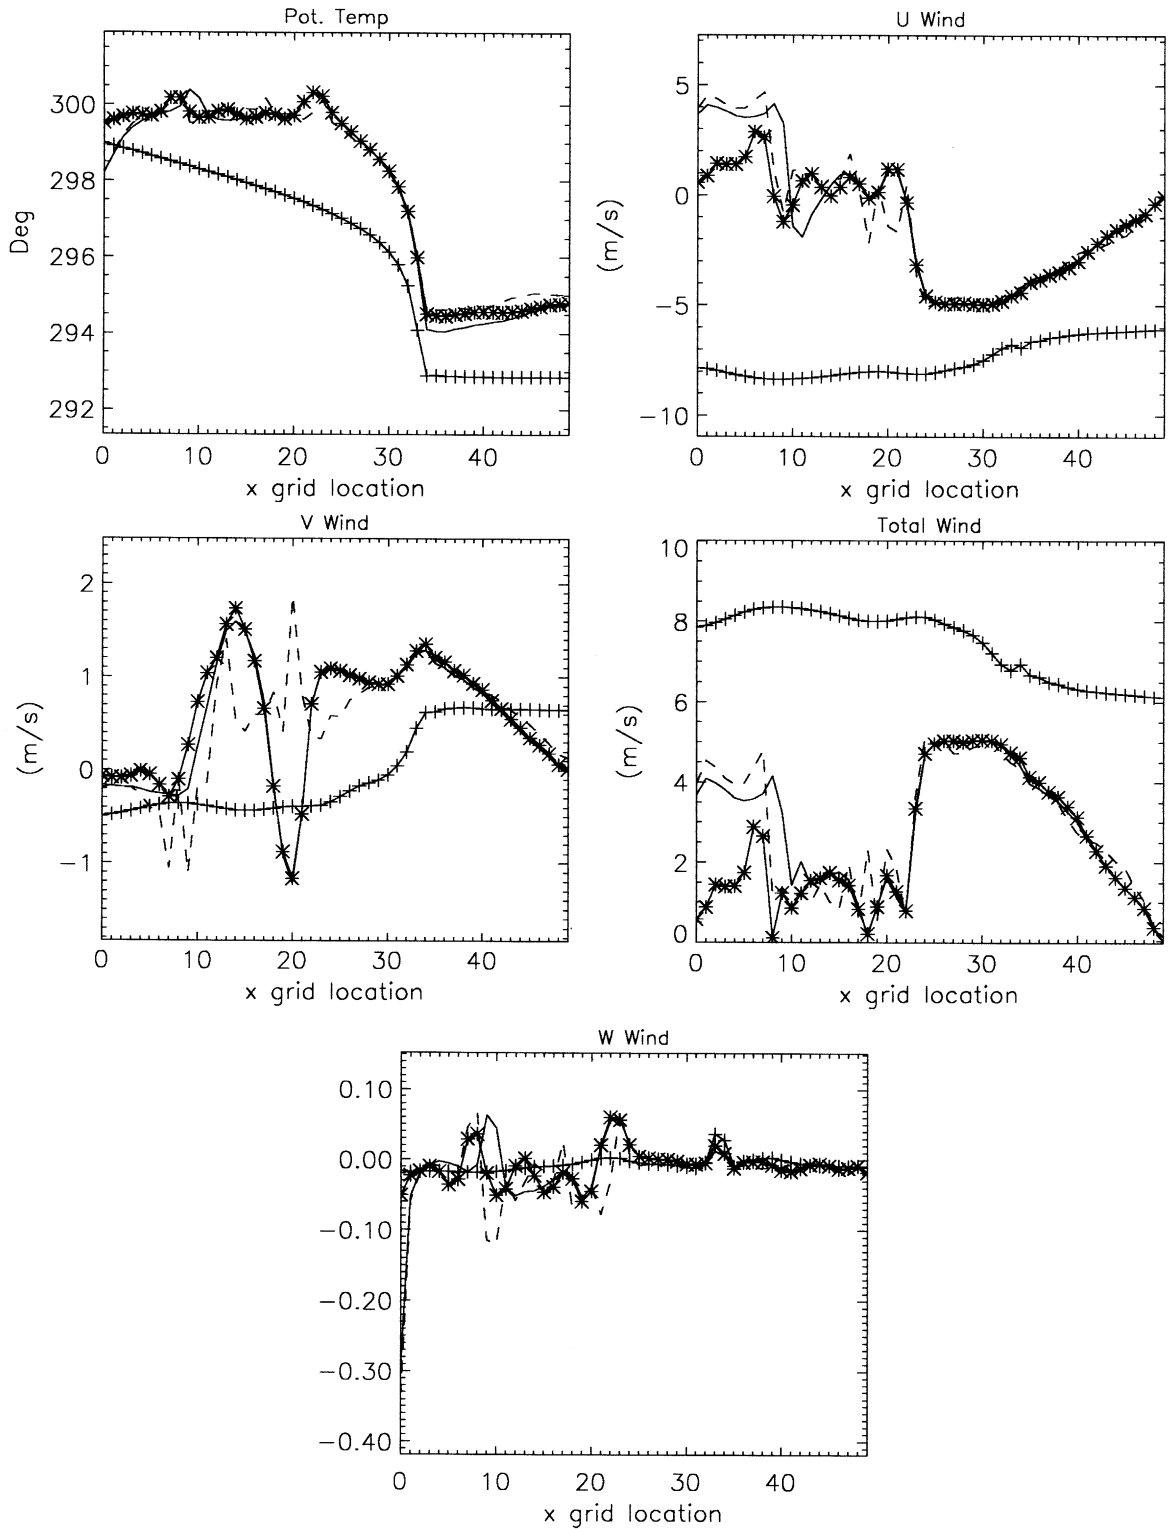 Pot. Temp
300
298
296
294
292
Deg
0 10 20 30 40
x grid location
U Wind
5
0
−5
−10
(m/s)
0 10 20 30 40
x grid location
V Wind
2
1
0
−1
(m/s)
0 10 20 30 40
x grid location
Total Wind
10
8
6
4
2
0
(m/s)
0 10 20 30 40
x grid location
W Wind
0.10
0.00
−0.10
−0.20
−0.30
−0.40
0 10 20 30 40
x grid location